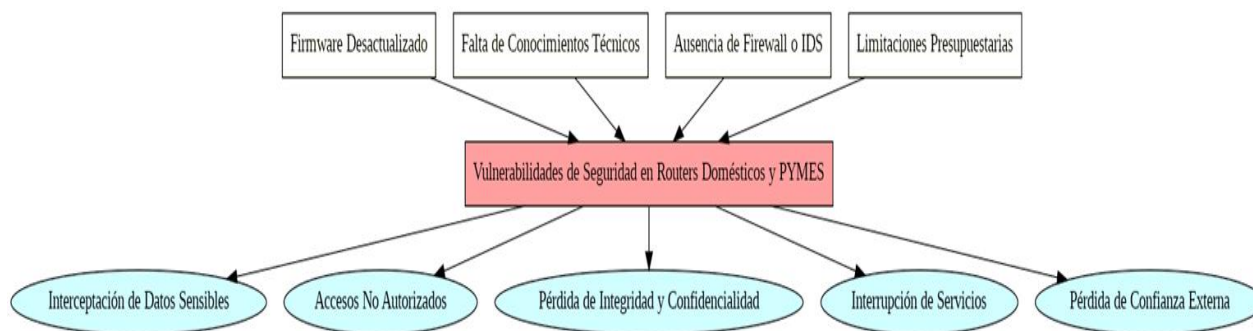 Firmware Desactualizado
Falta de Conocimientos Técnicos
Ausencia de Firewall o IDS
Limitaciones Presupuestarias
Vulnerabilidades de Seguridad en Routers Domésticos y PYMES
Interceptación de Datos Sensibles
Accesos No Autorizados
Pérdida de Integridad y Confidencialidad
Interrupción de Servicios
Pérdida de Confianza Externa